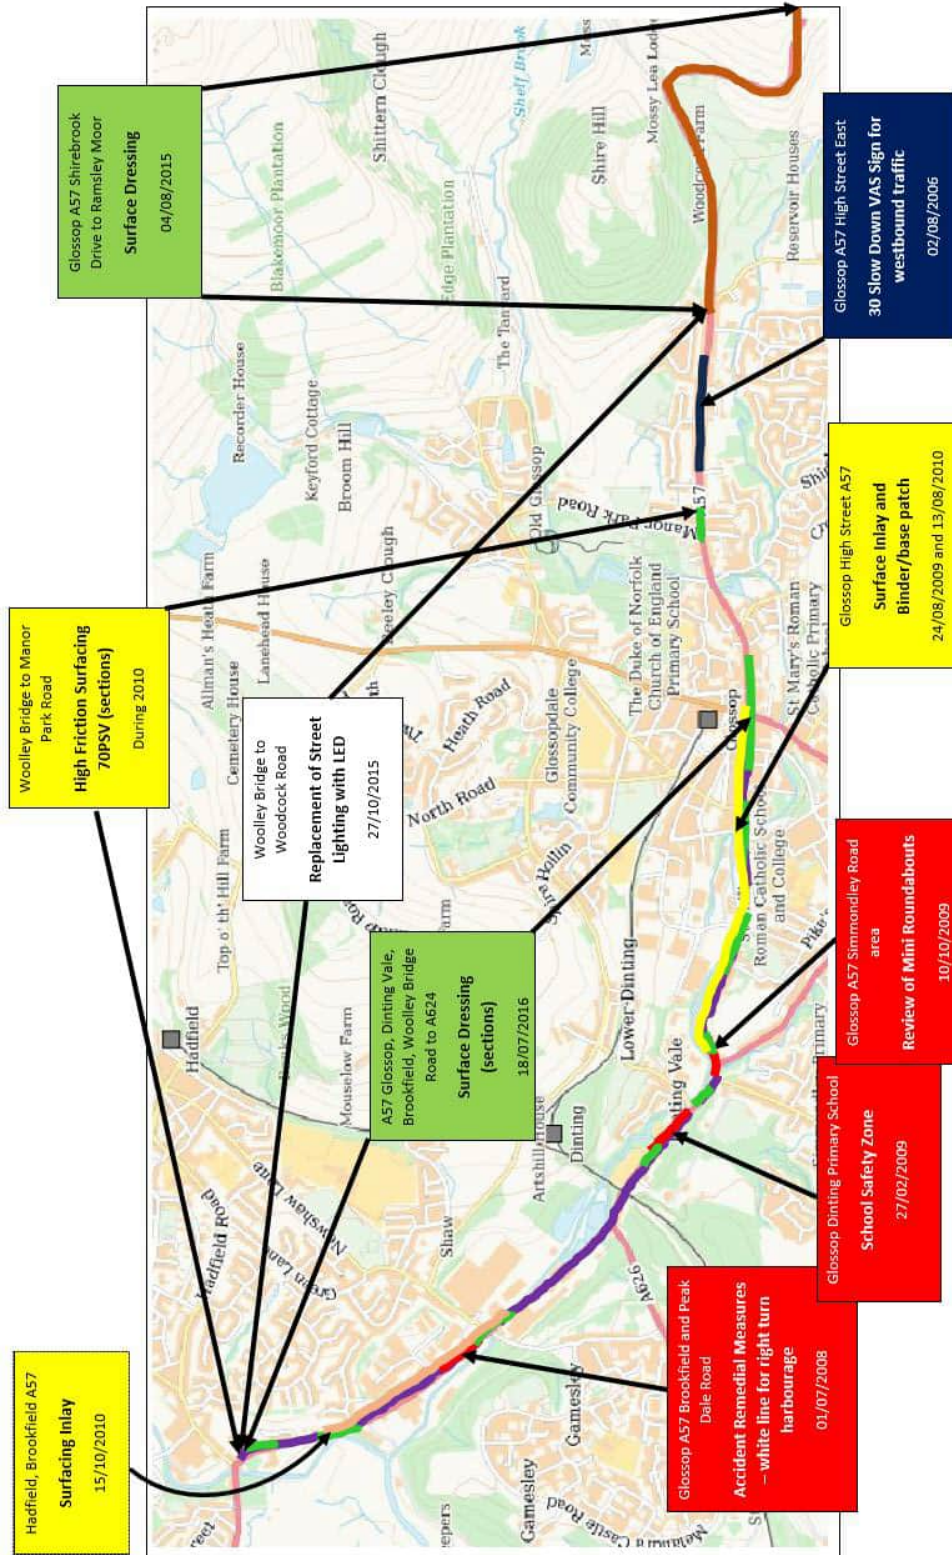 Hadfield, Brookfield A57
Surfacing Inlay
15/10/2010
Woolley Bridge to Manor
Park Road
High Friction Surfacing
70PSV (sections)
During 2010
Glossop A57 Shirebrook
Drive to Ramsley Moor
Surface Dressing
04/08/2015
Woolley Bridge to
Woodcock Road
Replacement of Street
Lighting with LED
27/10/2015
A57 Glossop, Dinting Vale,
Brookfield, Woolley Bridge
Road to A624
Surface Dressing
(sections)
18/07/2016
Glossop A57 Brookfield and Peak
Dale Road
Accident Remedial Measures
– white line for right turn
harbourage
01/07/2008
Glossop Dinting Primary School
School Safety Zone
27/02/2009
Glossop A57 Simmondley Road
area
Review of Mini Roundabouts
10/10/2009
Glossop High Street A57
Surface Inlay and
Binder/base patch
24/08/2009 and 13/08/2010
Glossop A57 High Street East
30 Slow Down VAS Sign for
westbound traffic
02/08/2006
Hadfield
Hadfield Road
Newshaw Lane
Green Lane
Shaw
Mouselow Farm
Top o' th' Hill Farm
Cemetery House
Allman's Heath Farm
Lanehead House
Recorder House
Keyford Cottage
Broom Hill
Blakemoor Plantation
Edge Plantation
Shittern Clough
Shelf Brook
Moss
Mossy Lea Lodge
Shire Hill
The Tanyard
Woodcock Farm
Reservoir Houses
Old Glossop
Manor Park Road
A57
Heath Road
North Road
Glossopdale
Community College
The Duke of Norfolk
Church of England
Primary School
Glossop
St Mary's Roman
Catholic Primary
Roman Catholic School
and College
Lower Dinting
Dinting
Dinting Vale
Artshill House
A626
Gamesley
Gamesley
Melandra Castle Road
Pike's
Primary